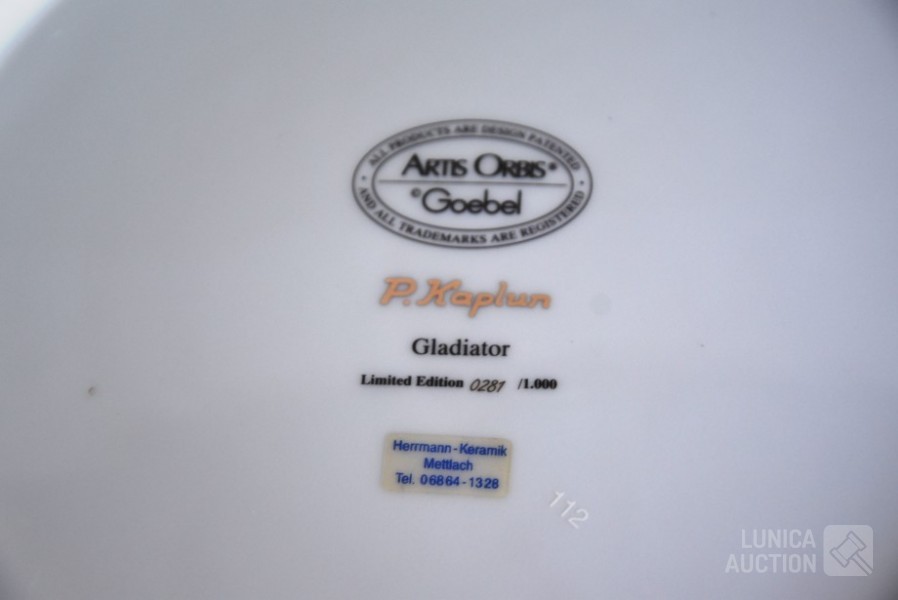 ALL PRODUCTS ARE DESIGN PATENTED
ARTIS ORBIS®
© Goebel
· AND ALL TRADEMARKS ARE REGISTERED ·
P. Kaplun
Gladiator
Limited Edition 0281 /1.000
Herrmann-Keramik
Mettlach
Tel. 06864-1328
112
LUNICA
AUCTION